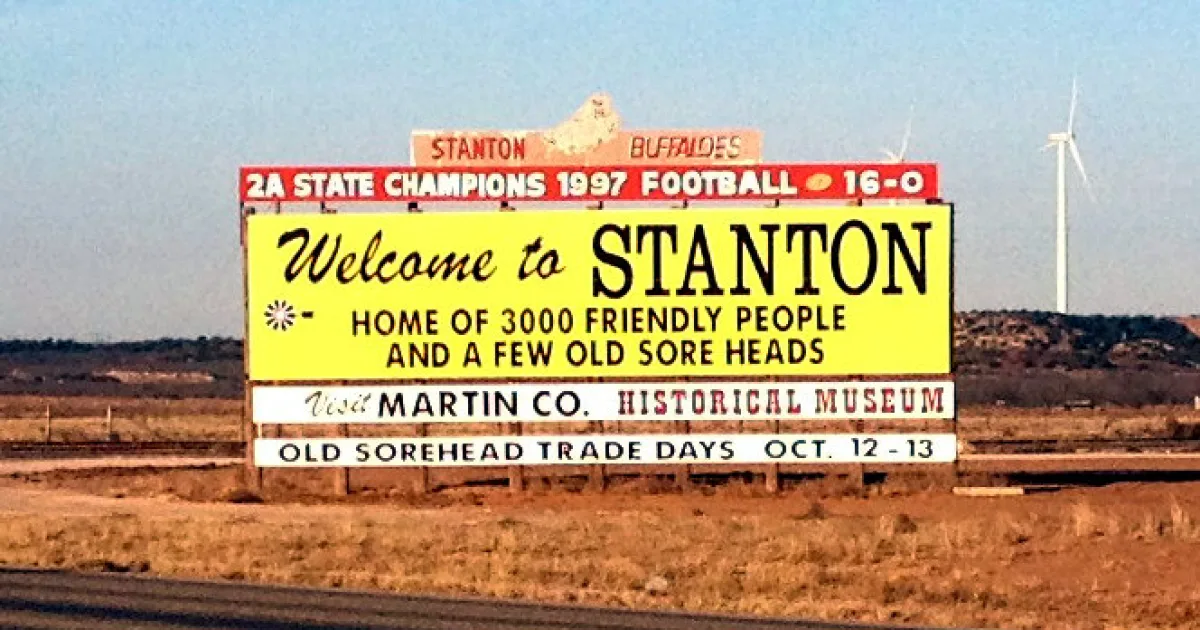 STANTON BUFFALOES
2A STATE CHAMPIONS 1997 FOOTBALL 16-0
Welcome to STANTON
HOME OF 3000 FRIENDLY PEOPLE
AND A FEW OLD SORE HEADS
Visit MARTIN CO. HISTORICAL MUSEUM
OLD SOREHEAD TRADE DAYS OCT. 12-13